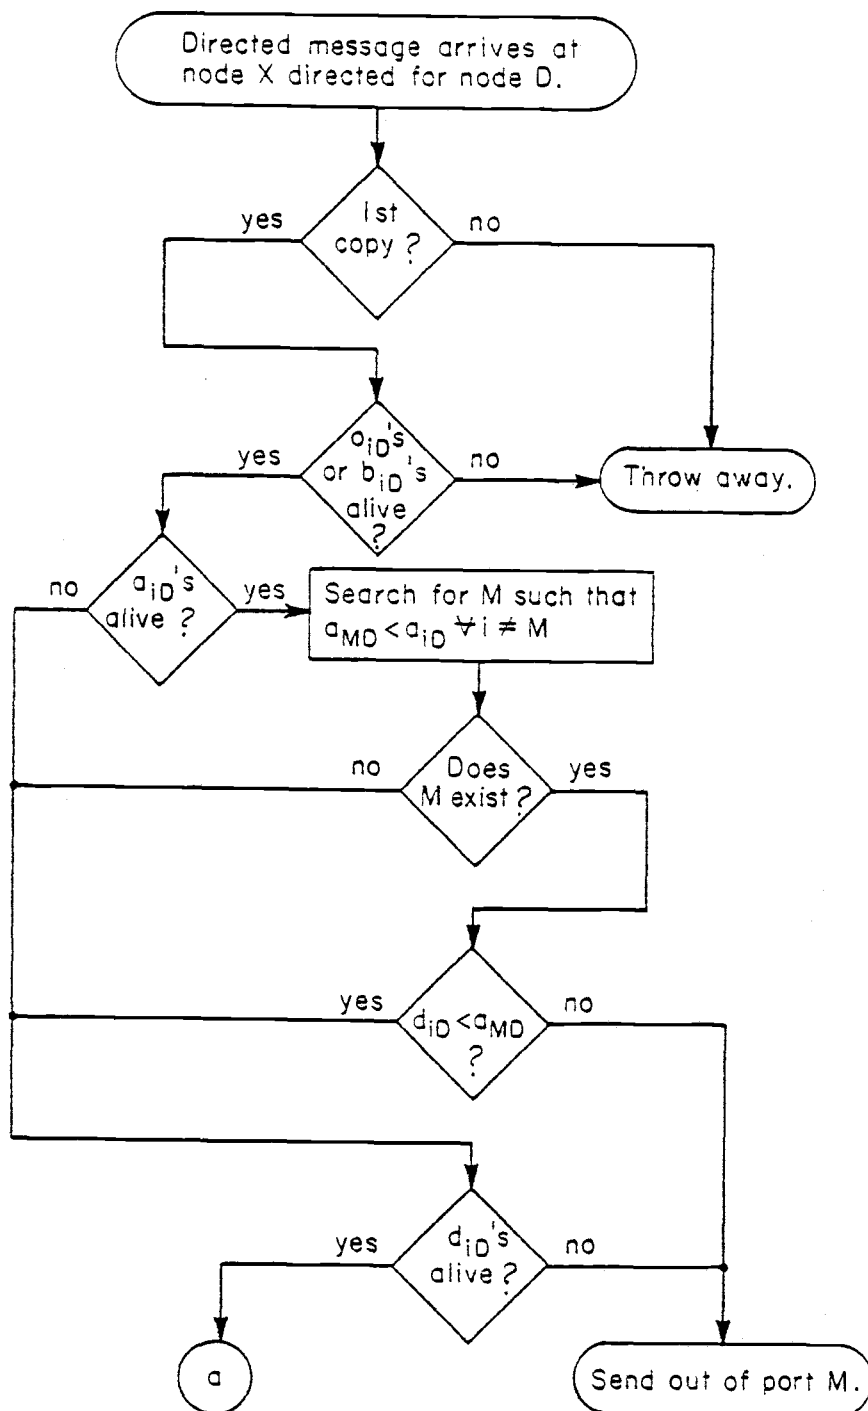 Directed message arrives at
node X directed for node D.
1st
copy?
yes
no
a_iD's
or b_iD's
alive
?
yes
no
Throw away.
a_iD's
alive?
no
yes
Search for M such that
a_MD < a_iD ∀ i ≠ M
Does
M exist?
no
yes
d_iD < a_MD
?
yes
no
d_iD's
alive?
yes
no
a
Send out of port M.